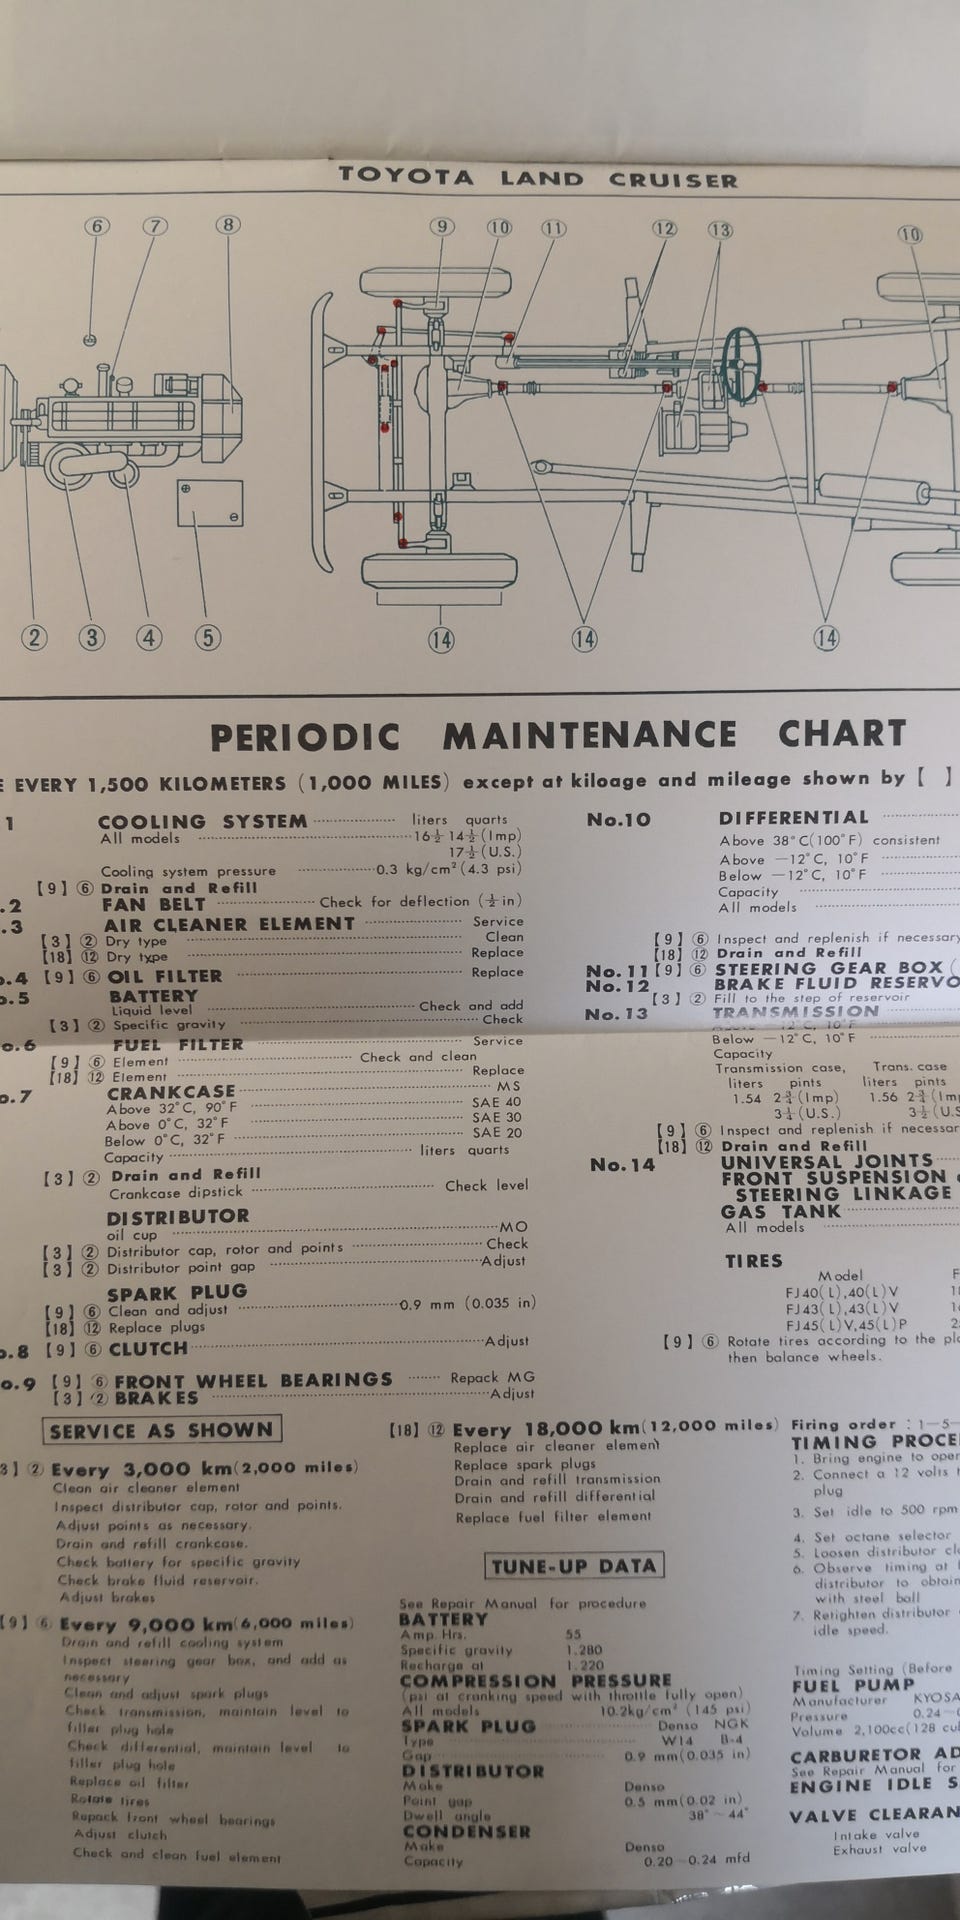 TOYOTA LAND CRUISER
6 7 8 9 10 11 12 13 10
2 3 4 5 14 14 14
PERIODIC MAINTENANCE CHART
EVERY 1,500 KILOMETERS (1,000 MILES) except at kiloage and mileage shown by [ ]
1 COOLING SYSTEM liters quarts
All models 16½ 14½(Imp)
17½(U.S.)
Cooling system pressure 0.3 kg/cm²(4.3 psi)
[9] ⑥ Drain and Refill
.2 FAN BELT Check for deflection (½in)
.3 AIR CLEANER ELEMENT Service
[3] ② Dry type Clean
[18] ⑫ Dry type Replace
o.4 [9] ⑥ OIL FILTER Replace
o.5 BATTERY
Liquid level Check and add
[3] ② Specific gravity Check
o.6 FUEL FILTER Service
[9] ⑥ Element Check and clean
[18] ⑫ Element Replace
o.7 CRANKCASE MS
Above 32°C, 90°F SAE 40
Above 0°C, 32°F SAE 30
Below 0°C, 32°F SAE 20
Capacity liters quarts
[3] ② Drain and Refill
Crankcase dipstick Check level
DISTRIBUTOR
oil cup MO
[3] ② Distributor cap, rotor and points Check
[3] ② Distributor point gap Adjust
SPARK PLUG
[9] ⑥ Clean and adjust 0.9 mm (0.035 in)
[18] ⑫ Replace plugs
o.8 [9] ⑥ CLUTCH Adjust
o.9 [9] ⑥ FRONT WHEEL BEARINGS Repack MG
[3] ② BRAKES Adjust
No.10 DIFFERENTIAL
Above 38°C(100°F) consistent
Above −12°C, 10°F
Below −12°C, 10°F
Capacity
All models
[9] ⑥ Inspect and replenish if necessary
[18] ⑫ Drain and Refill
No.11 [9] ⑥ STEERING GEAR BOX (
No.12 BRAKE FLUID RESERVO
[3] ② Fill to the step of reservoir
No.13 TRANSMISSION
Above −12°C, 10°F
Below −12°C, 10°F
Capacity
Transmission case, Trans. case
liters pints liters pints
1.54 2¾(Imp) 1.56 2¾(Imp
3¼(U.S.) 3½(U.S
[9] ⑥ Inspect and replenish if necessar
[18] ⑫ Drain and Refill
No.14 UNIVERSAL JOINTS
FRONT SUSPENSION
STEERING LINKAGE
GAS TANK
All models
TIRES
Model F
FJ40(L),40(L)V
FJ43(L),43(L)V
FJ45(L)V,45(L)P
[9] ⑥ Rotate tires according to the pl
then balance wheels.
SERVICE AS SHOWN
3] ② Every 3,000 km(2,000 miles)
Clean air cleaner element
Inspect distributor cap, rotor and points.
Adjust points as necessary.
Drain and refill crankcase.
Check battery for specific gravity
Check brake fluid reservoir.
Adjust brakes
[9] ⑥ Every 9,000 km(6,000 miles)
Drain and refill cooling system
Inspect steering gear box, and add as
necessary
Clean and adjust spark plugs
Check transmission, maintain level to
filler plug hole
Check differential, maintain level to
filler plug hole
Replace oil filter
Rotate tires
Repack front wheel bearings
Adjust clutch
Check and clean fuel element
[18] ⑫ Every 18,000 km(12,000 miles)
Replace air cleaner element
Replace spark plugs
Drain and refill transmission
Drain and refill differential
Replace fuel filter element
TUNE-UP DATA
See Repair Manual for procedure
BATTERY
Amp. Hrs. 55
Specific gravity 1.280
Recharge at 1.220
COMPRESSION PRESSURE
(psi at cranking speed with throttle fully open)
All models 10.2kg/cm² (145 psi)
SPARK PLUG Denso NGK
Type W14 B-4
Gap 0.9 mm(0.035 in)
DISTRIBUTOR
Make Denso
Point gap 0.5 mm(0.02 in)
Dwell angle 38°~44°
CONDENSER
Make Denso
Capacity 0.20-0.24 mfd
Firing order : 1-5-
TIMING PROCE
1. Bring engine to oper
2. Connect a 12 volts
plug
3. Set idle to 500 rpm
4. Set octane selector
5. Loosen distributor cl
6. Observe timing at
distributor to obtain
with steel ball
7. Retighten distributor
idle speed.
Timing Setting (Before
FUEL PUMP
Manufacturer KYOSA
Pressure 0.24-
Volume 2,100cc(128 cu
CARBURETOR AD
See Repair Manual for
ENGINE IDLE S
VALVE CLEARAN
Intake valve
Exhaust valve